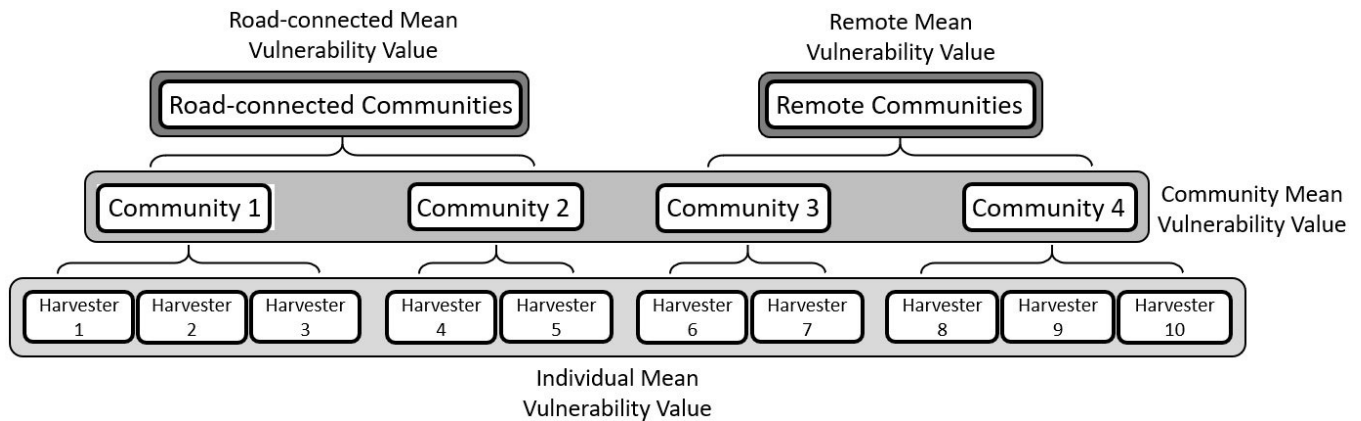 Road-connected Mean
Vulnerability Value
Remote Mean
Vulnerability Value
Road-connected Communities
Remote Communities
Community 1
Community 2
Community 3
Community 4
Community Mean
Vulnerability Value
Harvester
1
Harvester
2
Harvester
3
Harvester
4
Harvester
5
Harvester
6
Harvester
7
Harvester
8
Harvester
9
Harvester
10
Individual Mean
Vulnerability Value